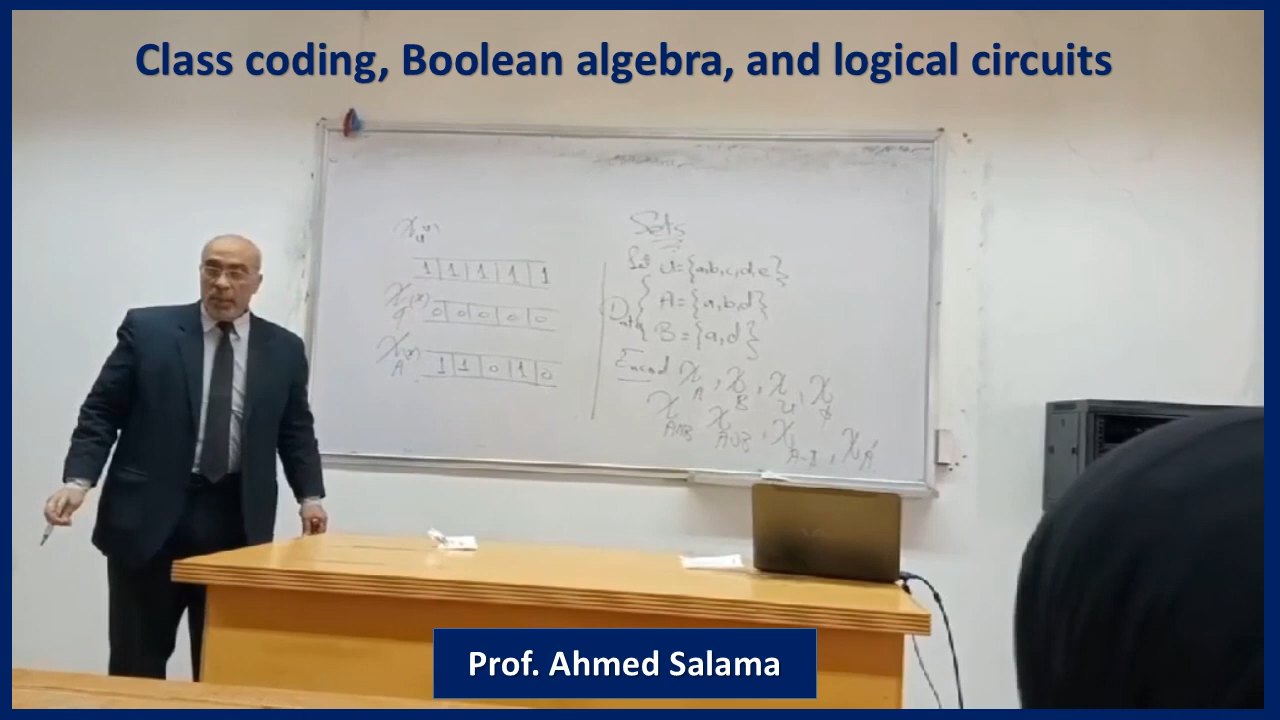 Class coding, Boolean algebra, and logical circuits
χ_U(x)
1 1 1 1 1
χ_φ(x)
0 0 0 0 0
χ_A(x)
1 1 0 1 0
Sets
Let U={a,b,c,d,e}
Data
A={a,b,d}
B={a,d}
Encod χ_A, χ_B, χ_U, χ_φ
χ_A∩B χ_A∪B, χ_A-B, χ_A'
Prof. Ahmed Salama